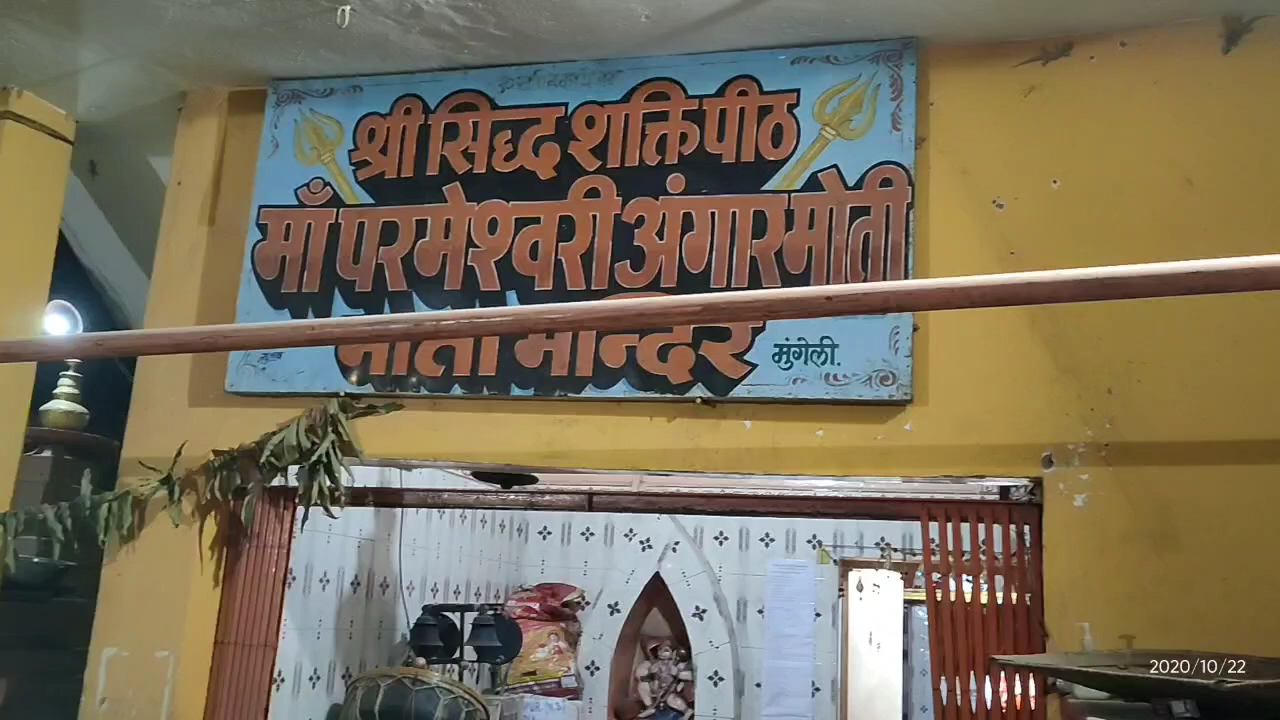 श्री सिद्ध शक्ति पीठ
माँ परमेश्वरी अंगारमोती
माता मन्दिर मुंगेली.
2020/10/22